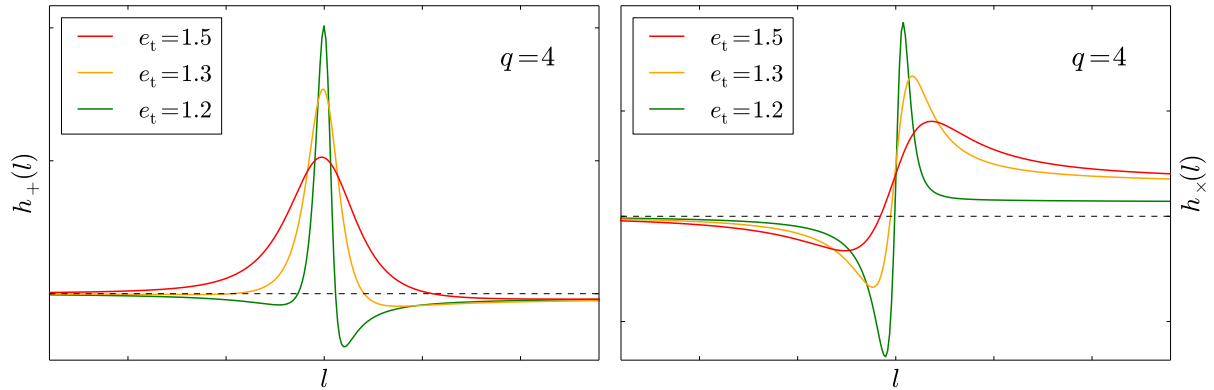 e_t=1.5
e_t=1.3
e_t=1.2
q=4
h_+(l)
l
e_t=1.5
e_t=1.3
e_t=1.2
q=4
h_×(l)
l